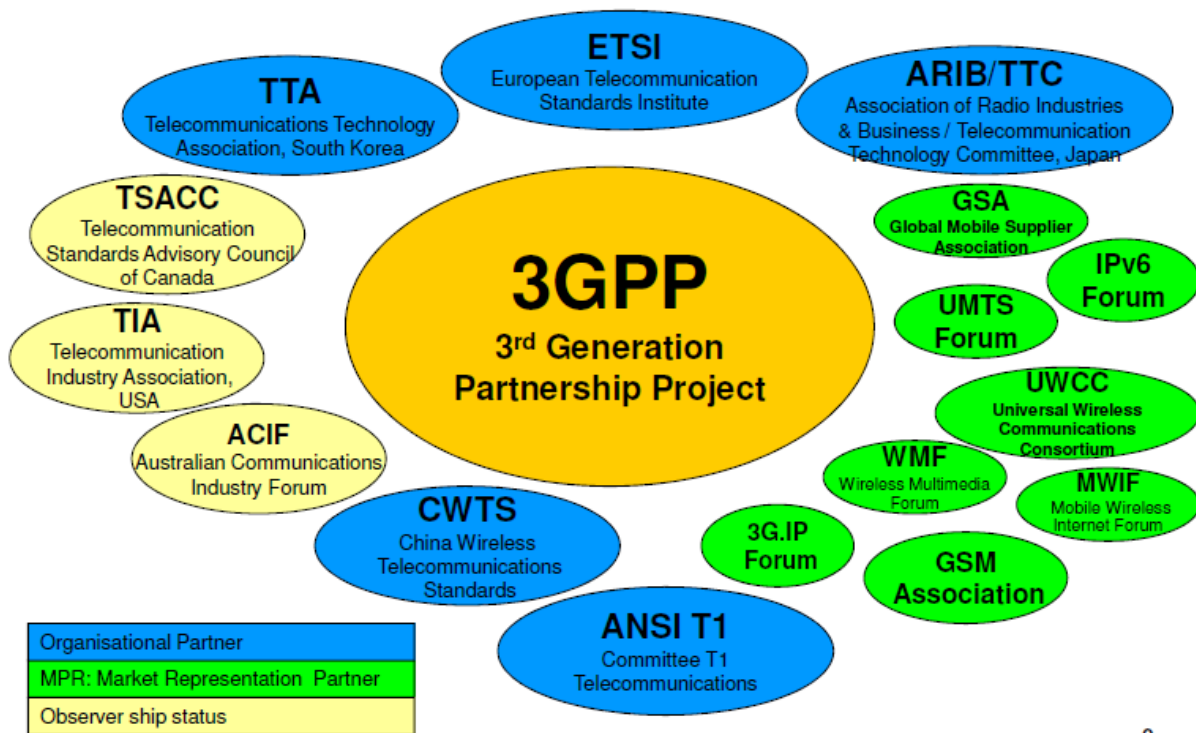 ETSI
European Telecommunication
Standards Institute
TTA
Telecommunications Technology
Association, South Korea
ARIB/TTC
Association of Radio Industries
& Business / Telecommunication
Technology Committee, Japan
TSACC
Telecommunication
Standards Advisory Council
of Canada
GSA
Global Mobile Supplier
Association
IPv6
Forum
3GPP
3rd Generation
Partnership Project
UMTS
Forum
TIA
Telecommunication
Industry Association,
USA
UWCC
Universal Wireless
Communications
Consortium
ACIF
Australian Communications
Industry Forum
WMF
Wireless Multimedia
Forum
MWIF
Mobile Wireless
Internet Forum
CWTS
China Wireless
Telecommunications
Standards
3G.IP
Forum
GSM
Association
ANSI T1
Committee T1
Telecommunications
Organisational Partner
MPR: Market Representation Partner
Observer ship status